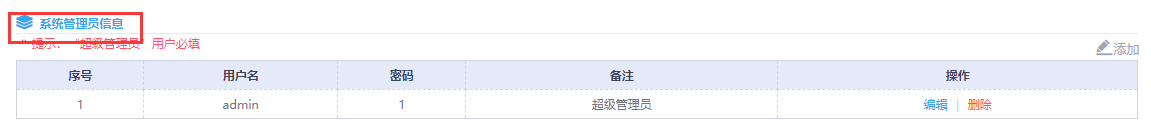 系统管理员信息
提示："超级管理员"用户必填
添加
序号 用户名 密码 备注 操作
1 admin 1 超级管理员 编辑 | 删除